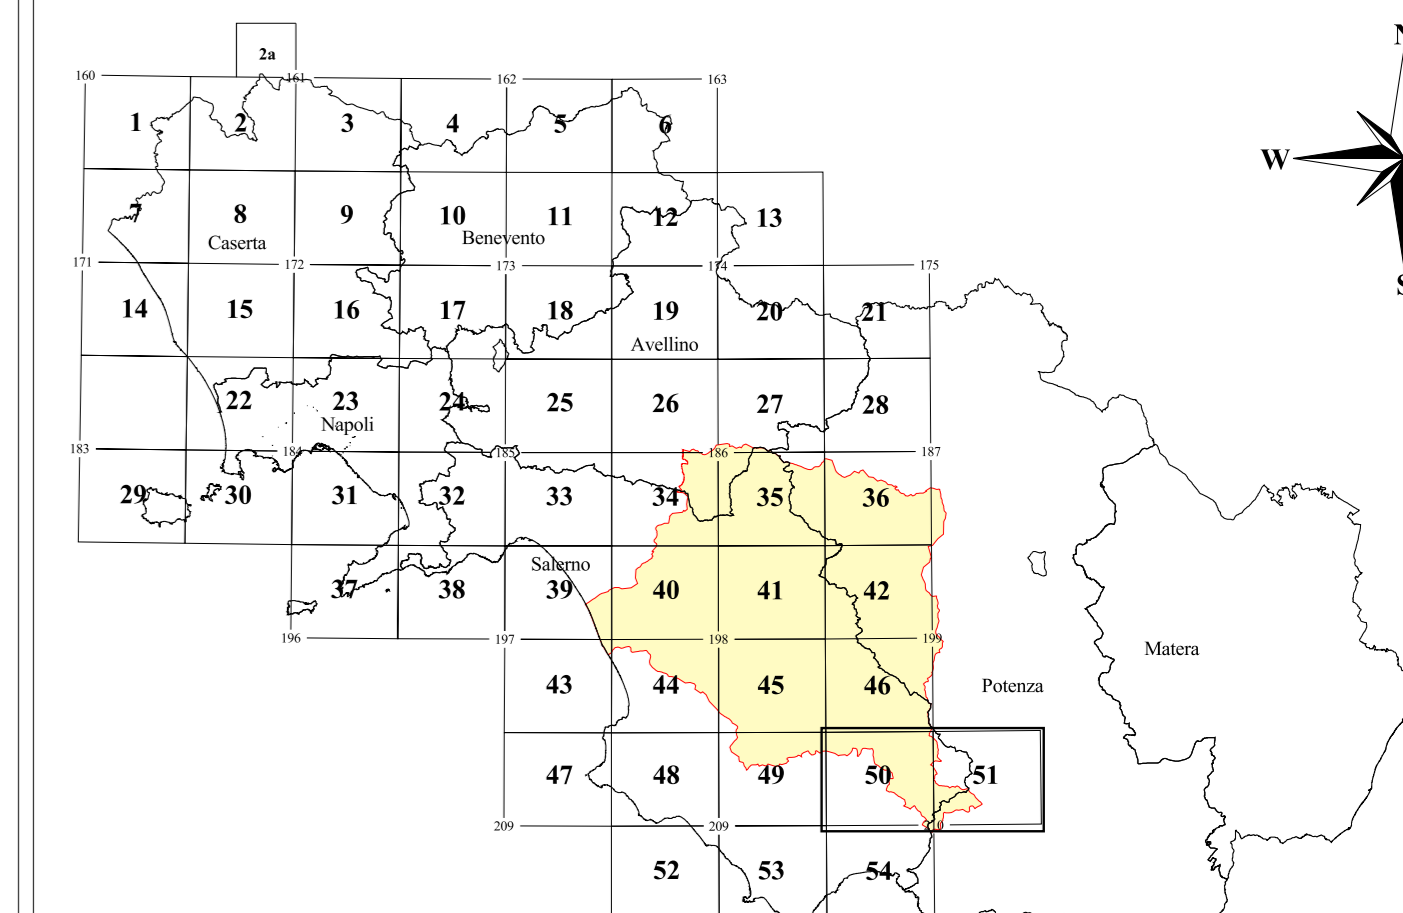 2a
160 161 162 163
N
1 2 3 4 5 6
W
7 8 9 10 11 12 13
Caserta Benevento
171 172 173 174 175
S
14 15 16 17 18 19 20 21
Avellino
22 23 24 25 26 27 28
Napoli
183 184 185 186 187
29 30 31 32 33 34 35 36
Salerno
37 38 39 40 41 42
196 197 198 199
Matera
43 44 45 46 Potenza
47 48 49 50 51
209 209
52 53 54